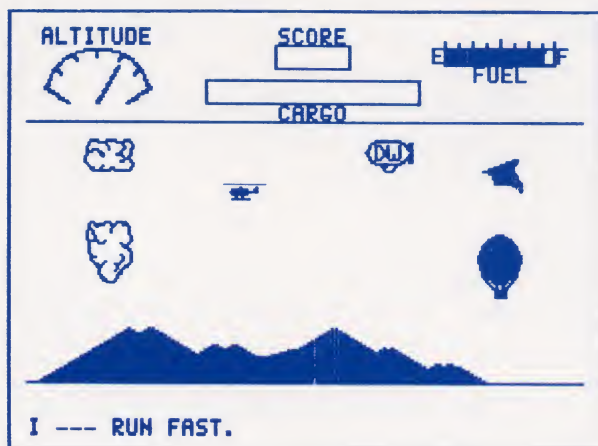 ALTITUDE
SCORE
E F
FUEL
CARGO
DW
I --- RUN FAST.